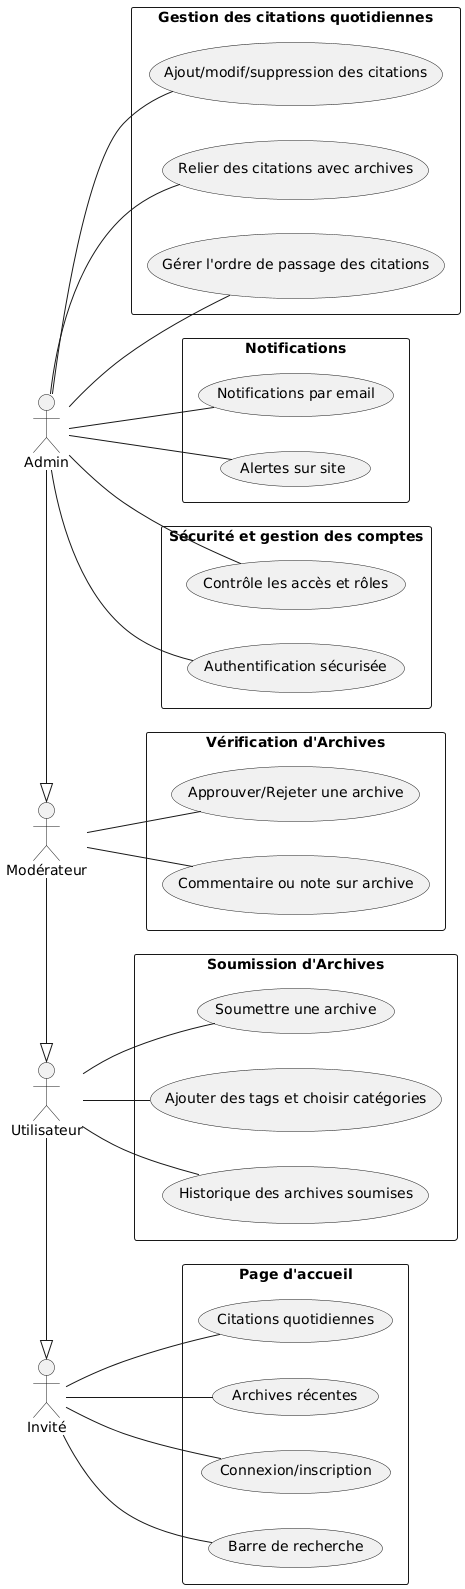 Gestion des citations quotidiennes
Ajout/modif/suppression des citations
Relier des citations avec archives
Gérer l'ordre de passage des citations
Notifications
Notifications par email
Alertes sur site
Admin
Sécurité et gestion des comptes
Contrôle les accès et rôles
Authentification sécurisée
Vérification d'Archives
Approuver/Rejeter une archive
Commentaire ou note sur archive
Modérateur
Soumission d'Archives
Soumettre une archive
Ajouter des tags et choisir catégories
Historique des archives soumises
Utilisateur
Page d'accueil
Citations quotidiennes
Archives récentes
Connexion/inscription
Barre de recherche
Invité